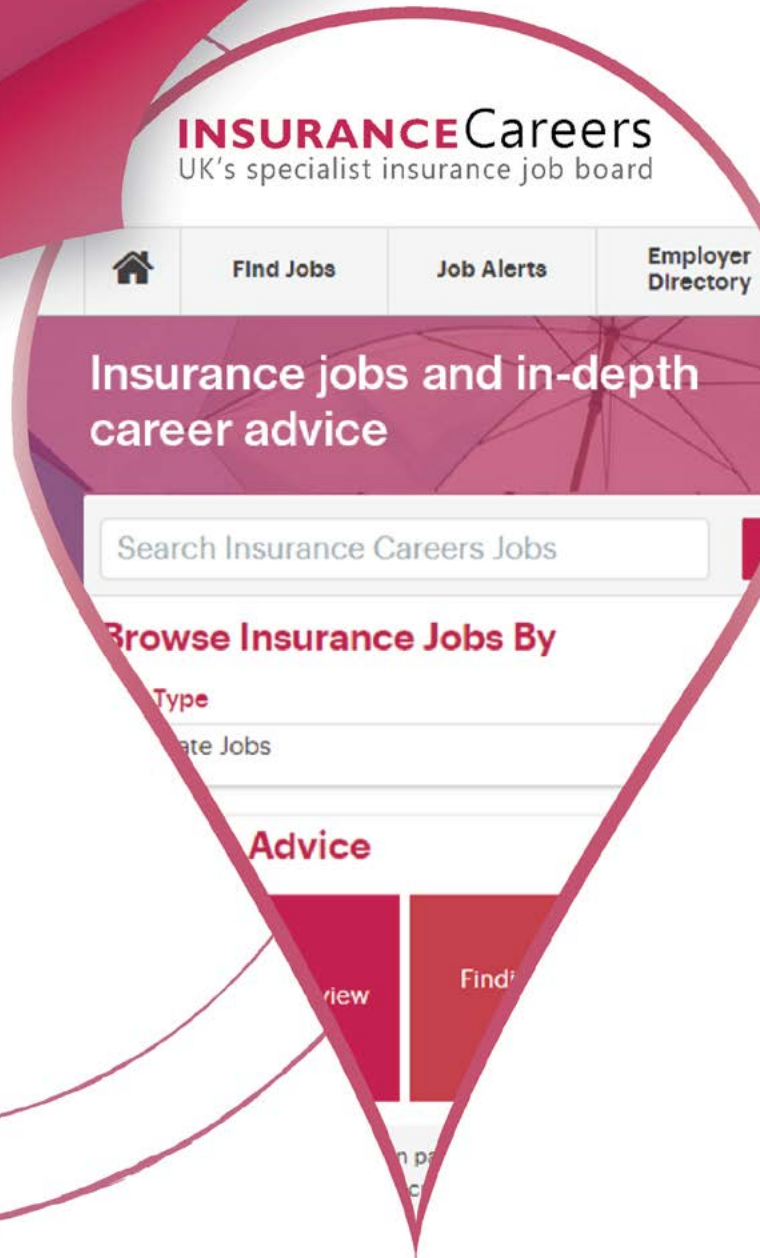 INSURANCECareers
UK's specialist insurance job board
Find Jobs
Job Alerts
Employer
Directory
Insurance jobs and in-depth
career advice
Search Insurance Careers Jobs
Browse Insurance Jobs By
Type
Jobs
Advice